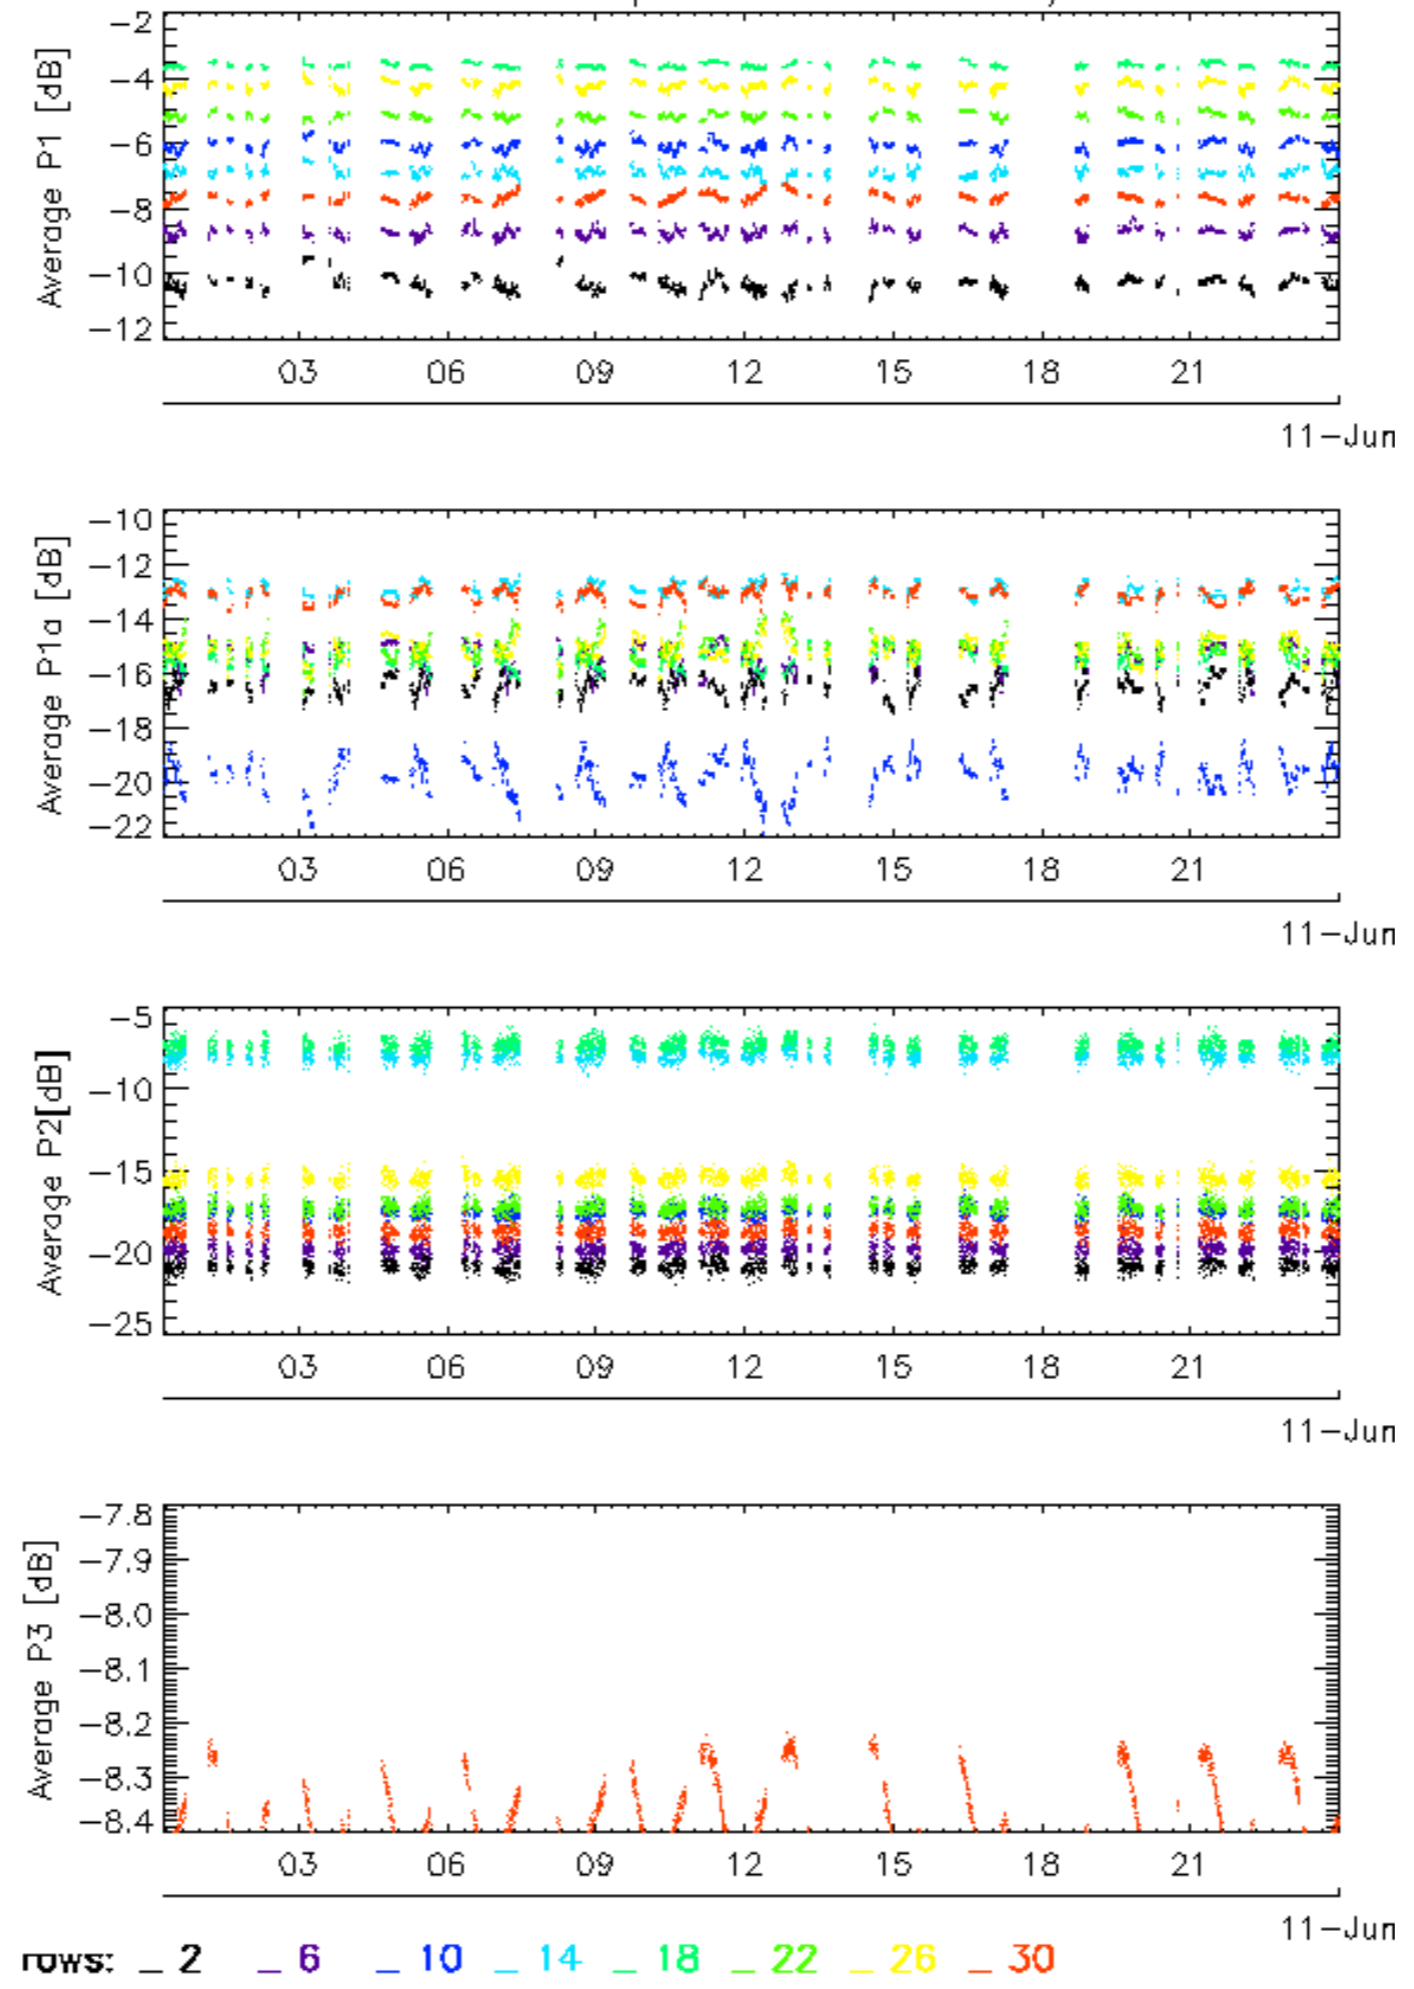 Average P1 [dB]
-2
-4
-6
-8
-10
-12
03 06 09 12 15 18 21
11-Jun
Average P1a [dB]
-10
-12
-14
-16
-18
-20
-22
03 06 09 12 15 18 21
11-Jun
Average P2[dB]
-5
-10
-15
-20
-25
03 06 09 12 15 18 21
11-Jun
Average P3 [dB]
-7.8
-7.9
-8.0
-8.1
-8.2
-8.3
-8.4
03 06 09 12 15 18 21
11-Jun
rows: _ 2 _ 6 _ 10 _ 14 _ 18 _ 22 _ 26 _ 30